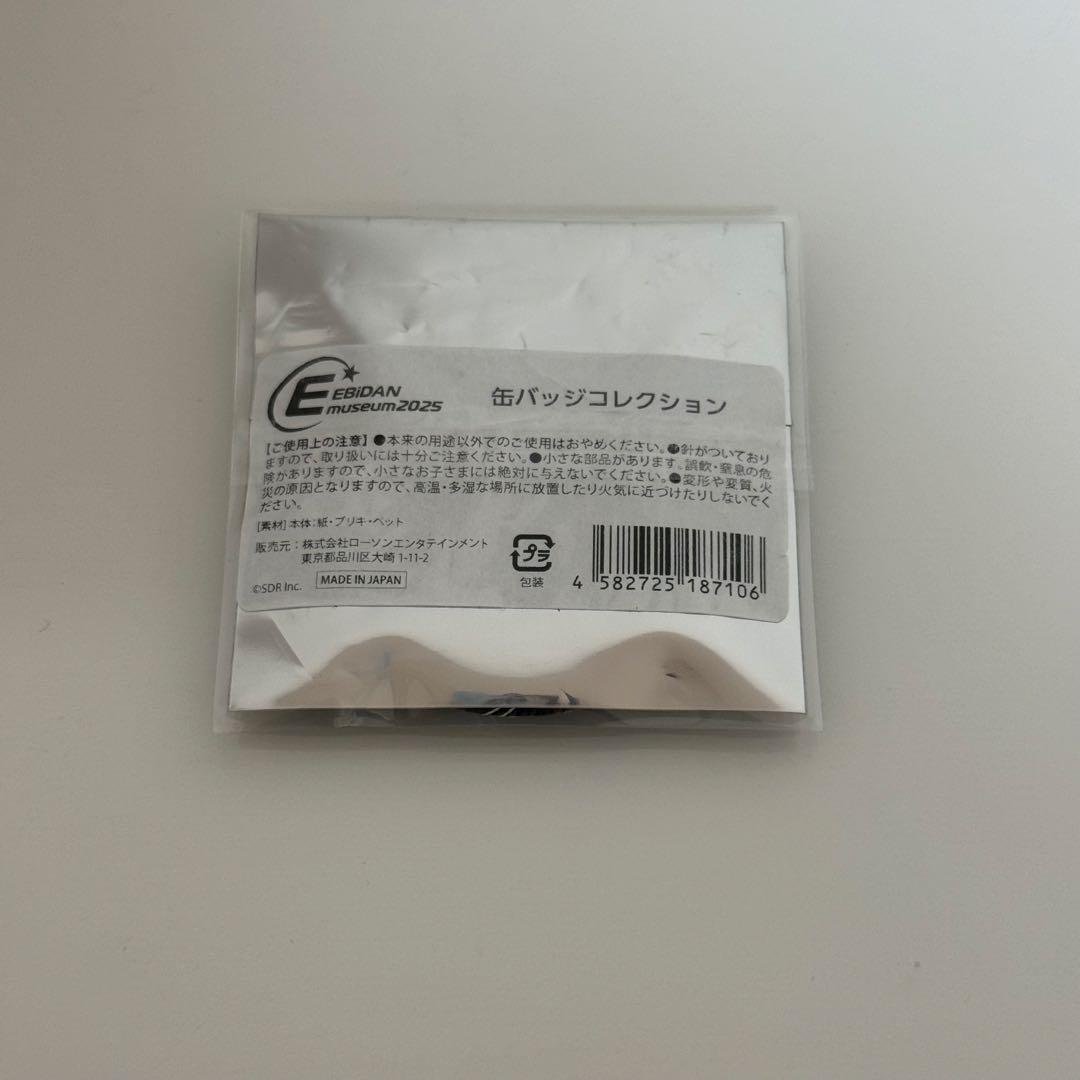 E EBiDAN
museum2025
缶バッジコレクション
【ご使用上の注意】●本来の用途以外でのご使用はおやめください。●針がついており
ますので、取り扱いには十分ご注意ください。●小さな部品があります。誤飲・窒息の危
険がありますので、小さなお子さまには絶対に与えないでください。●変形や変質、火
災の原因となりますので、高温・多湿な場所に放置したり火気に近づけたりしないでく
ださい。
[素材]本体:紙・ブリキ・ペット
販売元:株式会社ローソンエンタテインメント
東京都品川区大崎 1-11-2
©SDR Inc. MADE IN JAPAN
プラ
包装
4 582725 187106